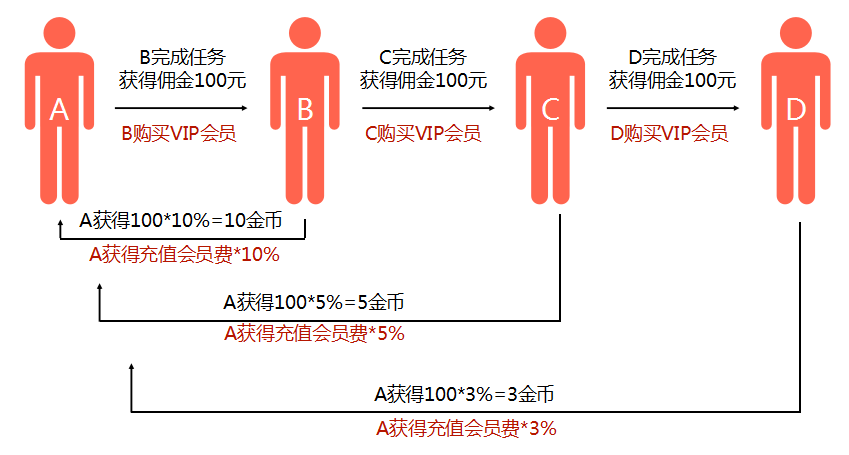 B完成任务
获得佣金100元
C完成任务
获得佣金100元
D完成任务
获得佣金100元
A
B
C
D
B购买VIP会员
C购买VIP会员
D购买VIP会员
A获得100*10%=10金币
A获得充值会员费*10%
A获得100*5%=5金币
A获得充值会员费*5%
A获得100*3%=3金币
A获得充值会员费*3%